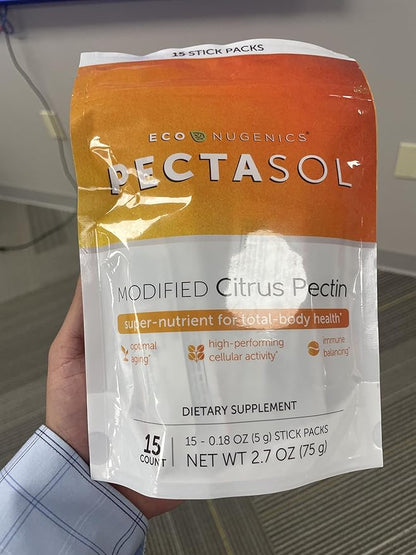 15 STICK PACKS
ECO NUGENICS®
PECTASOL®
MODIFIED Citrus Pectin
super-nutrient for total-body health*
optimal aging*
high-performing cellular activity*
immune balancing*
DIETARY SUPPLEMENT
15 COUNT
15 - 0.18 OZ (5 g) STICK PACKS
NET WT 2.7 OZ (75 g)